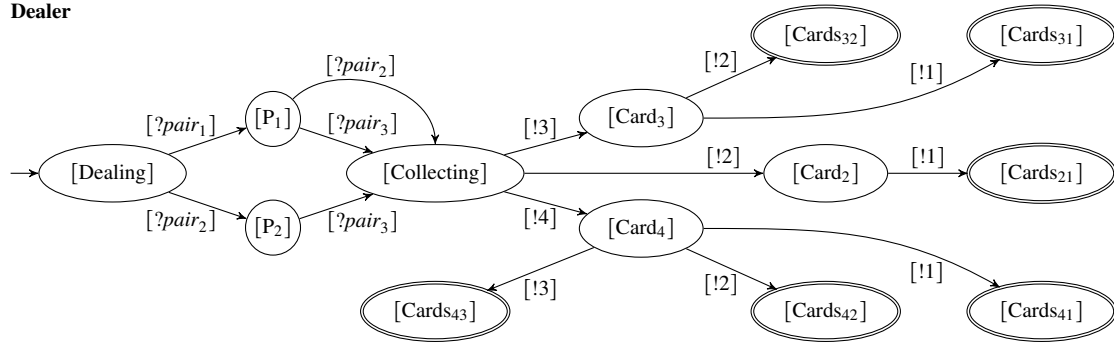 Dealer
[Cards₃₂]
[Cards₃₁]
[?pair₂]
[!2]
[!1]
[P₁]
[Card₃]
[?pair₁]
[?pair₃]
[!3]
[Dealing]
[Collecting]
[!2]
[Card₂]
[!1]
[Cards₂₁]
[?pair₂]
[P₂]
[?pair₃]
[!4]
[Card₄]
[!3]
[!2]
[!1]
[Cards₄₃]
[Cards₄₂]
[Cards₄₁]